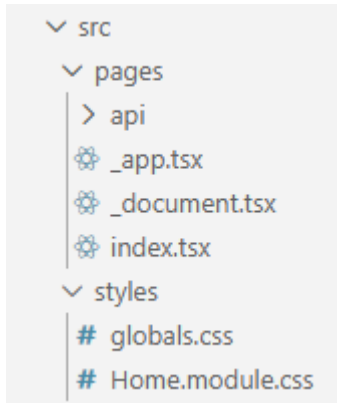 src
pages
api
_app.tsx
_document.tsx
index.tsx
styles
# globals.css
# Home.module.css